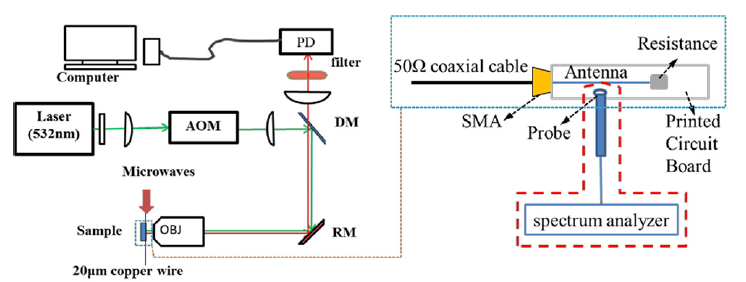 Computer
PD
filter
Laser
(532nm)
AOM
DM
Microwaves
Sample
OBJ
RM
20μm copper wire
50Ω coaxial cable
Antenna
Resistance
SMA
Probe
Printed
Circuit
Board
spectrum analyzer